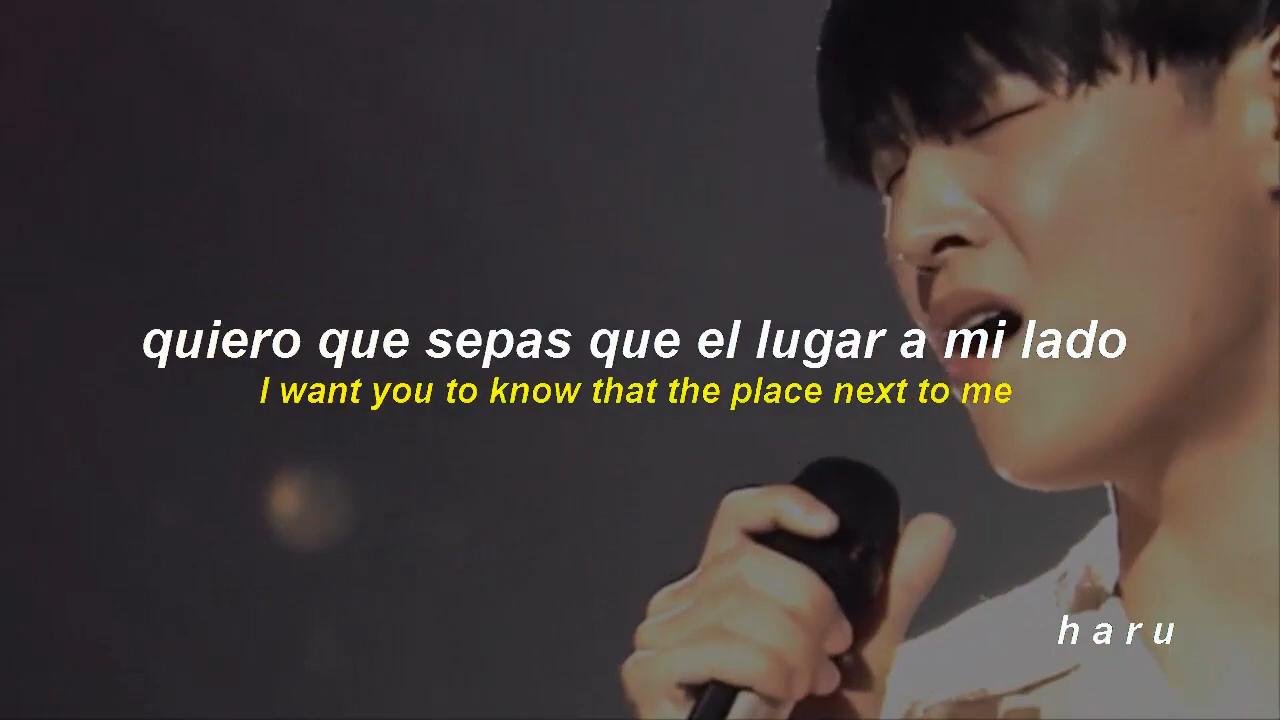 quiero que sepas que el lugar a mi lado
I want you to know that the place next to me
h a r u